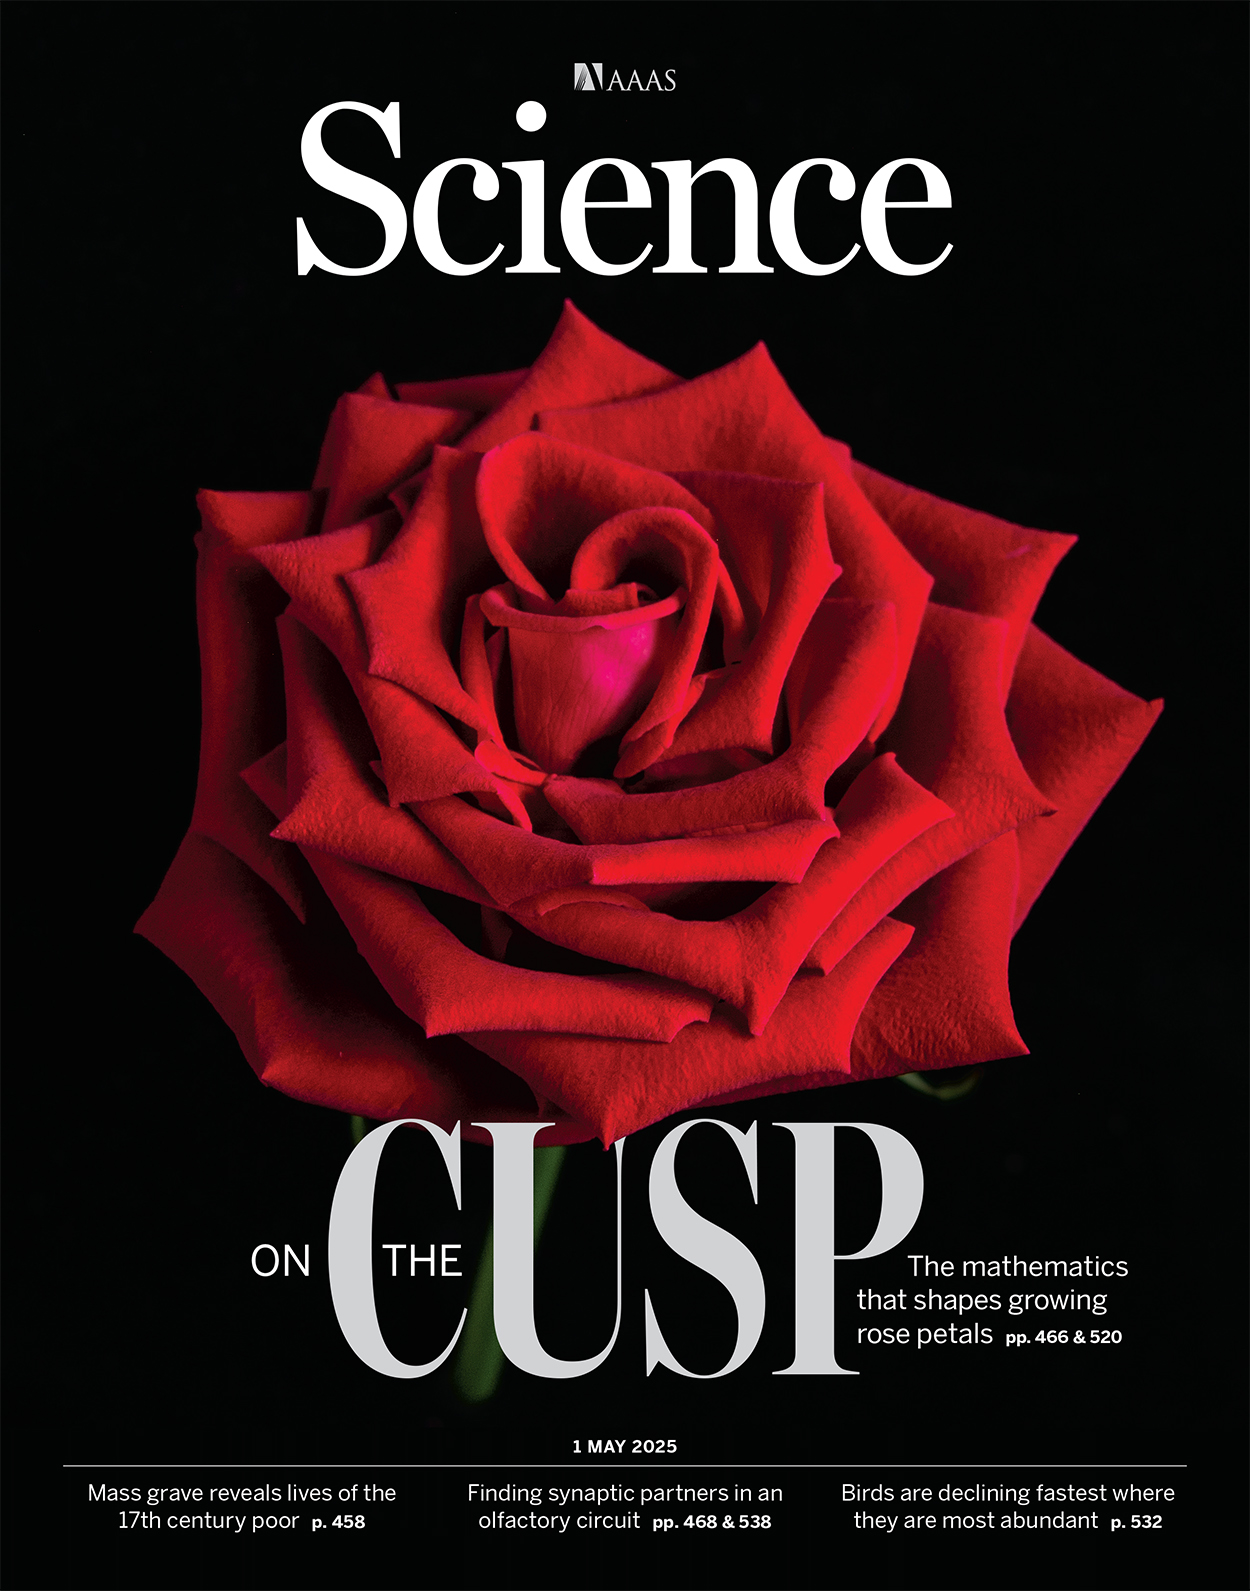 AAAS
Science
ON THE CUSP
The mathematics
that shapes growing
rose petals pp. 466 & 520
1 MAY 2025
Mass grave reveals lives of the
17th century poor p. 458
Finding synaptic partners in an
olfactory circuit pp. 468 & 538
Birds are declining fastest where
they are most abundant p. 532